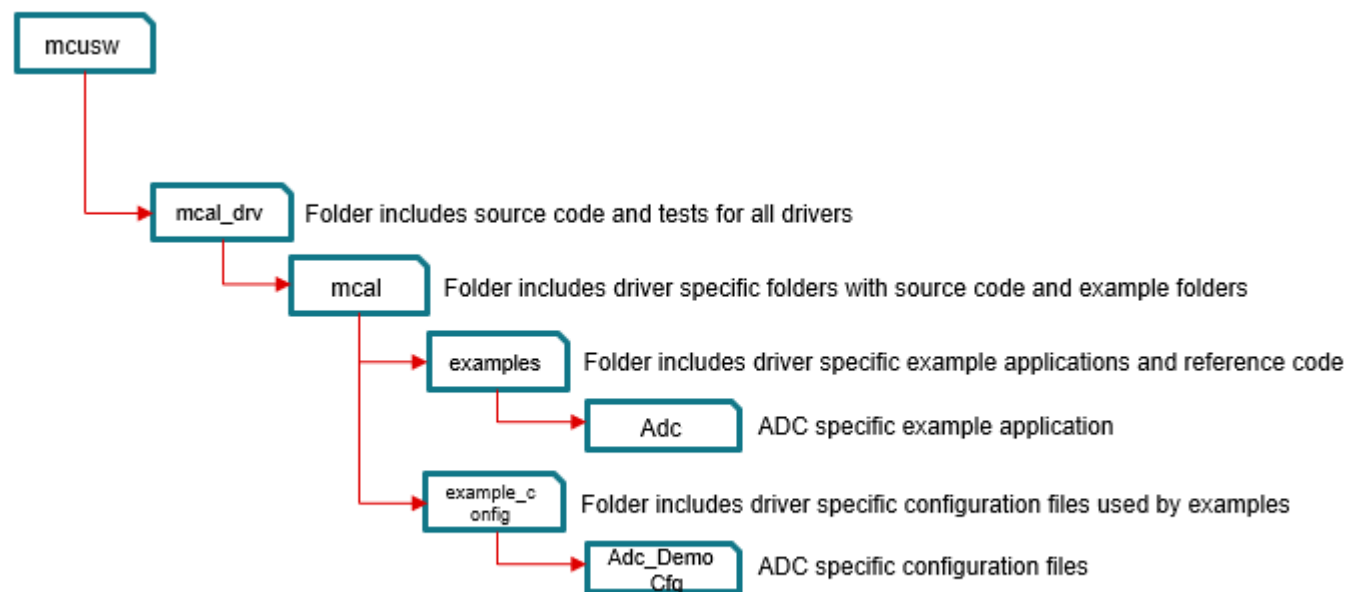 mcusw
mcal_drv
Folder includes source code and tests for all drivers
mcal
Folder includes driver specific folders with source code and example folders
examples
Folder includes driver specific example applications and reference code
Adc
ADC specific example application
example_c
onfig
Folder includes driver specific configuration files used by examples
Adc_Demo
Cfg
ADC specific configuration files